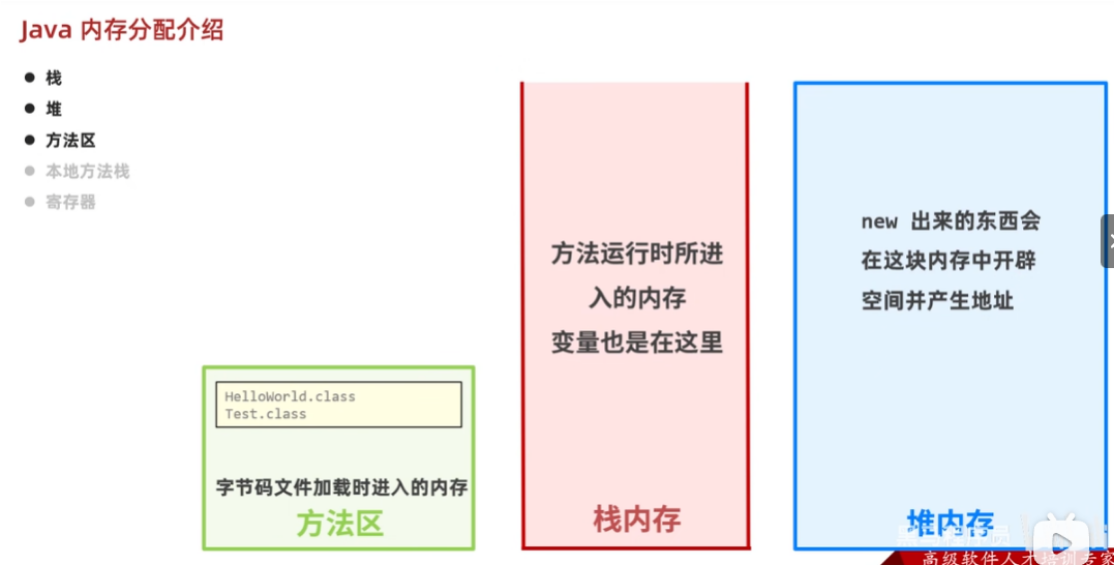 Java 内存分配介绍
栈
堆
方法区
本地方法栈
寄存器
HelloWorld.class
Test.class
字节码文件加载时进入的内存
方法区
方法运行时所进
入的内存
变量也是在这里
栈内存
new 出来的东西会
在这块内存中开辟
空间并产生地址
堆内存
高级软件人才培训专家